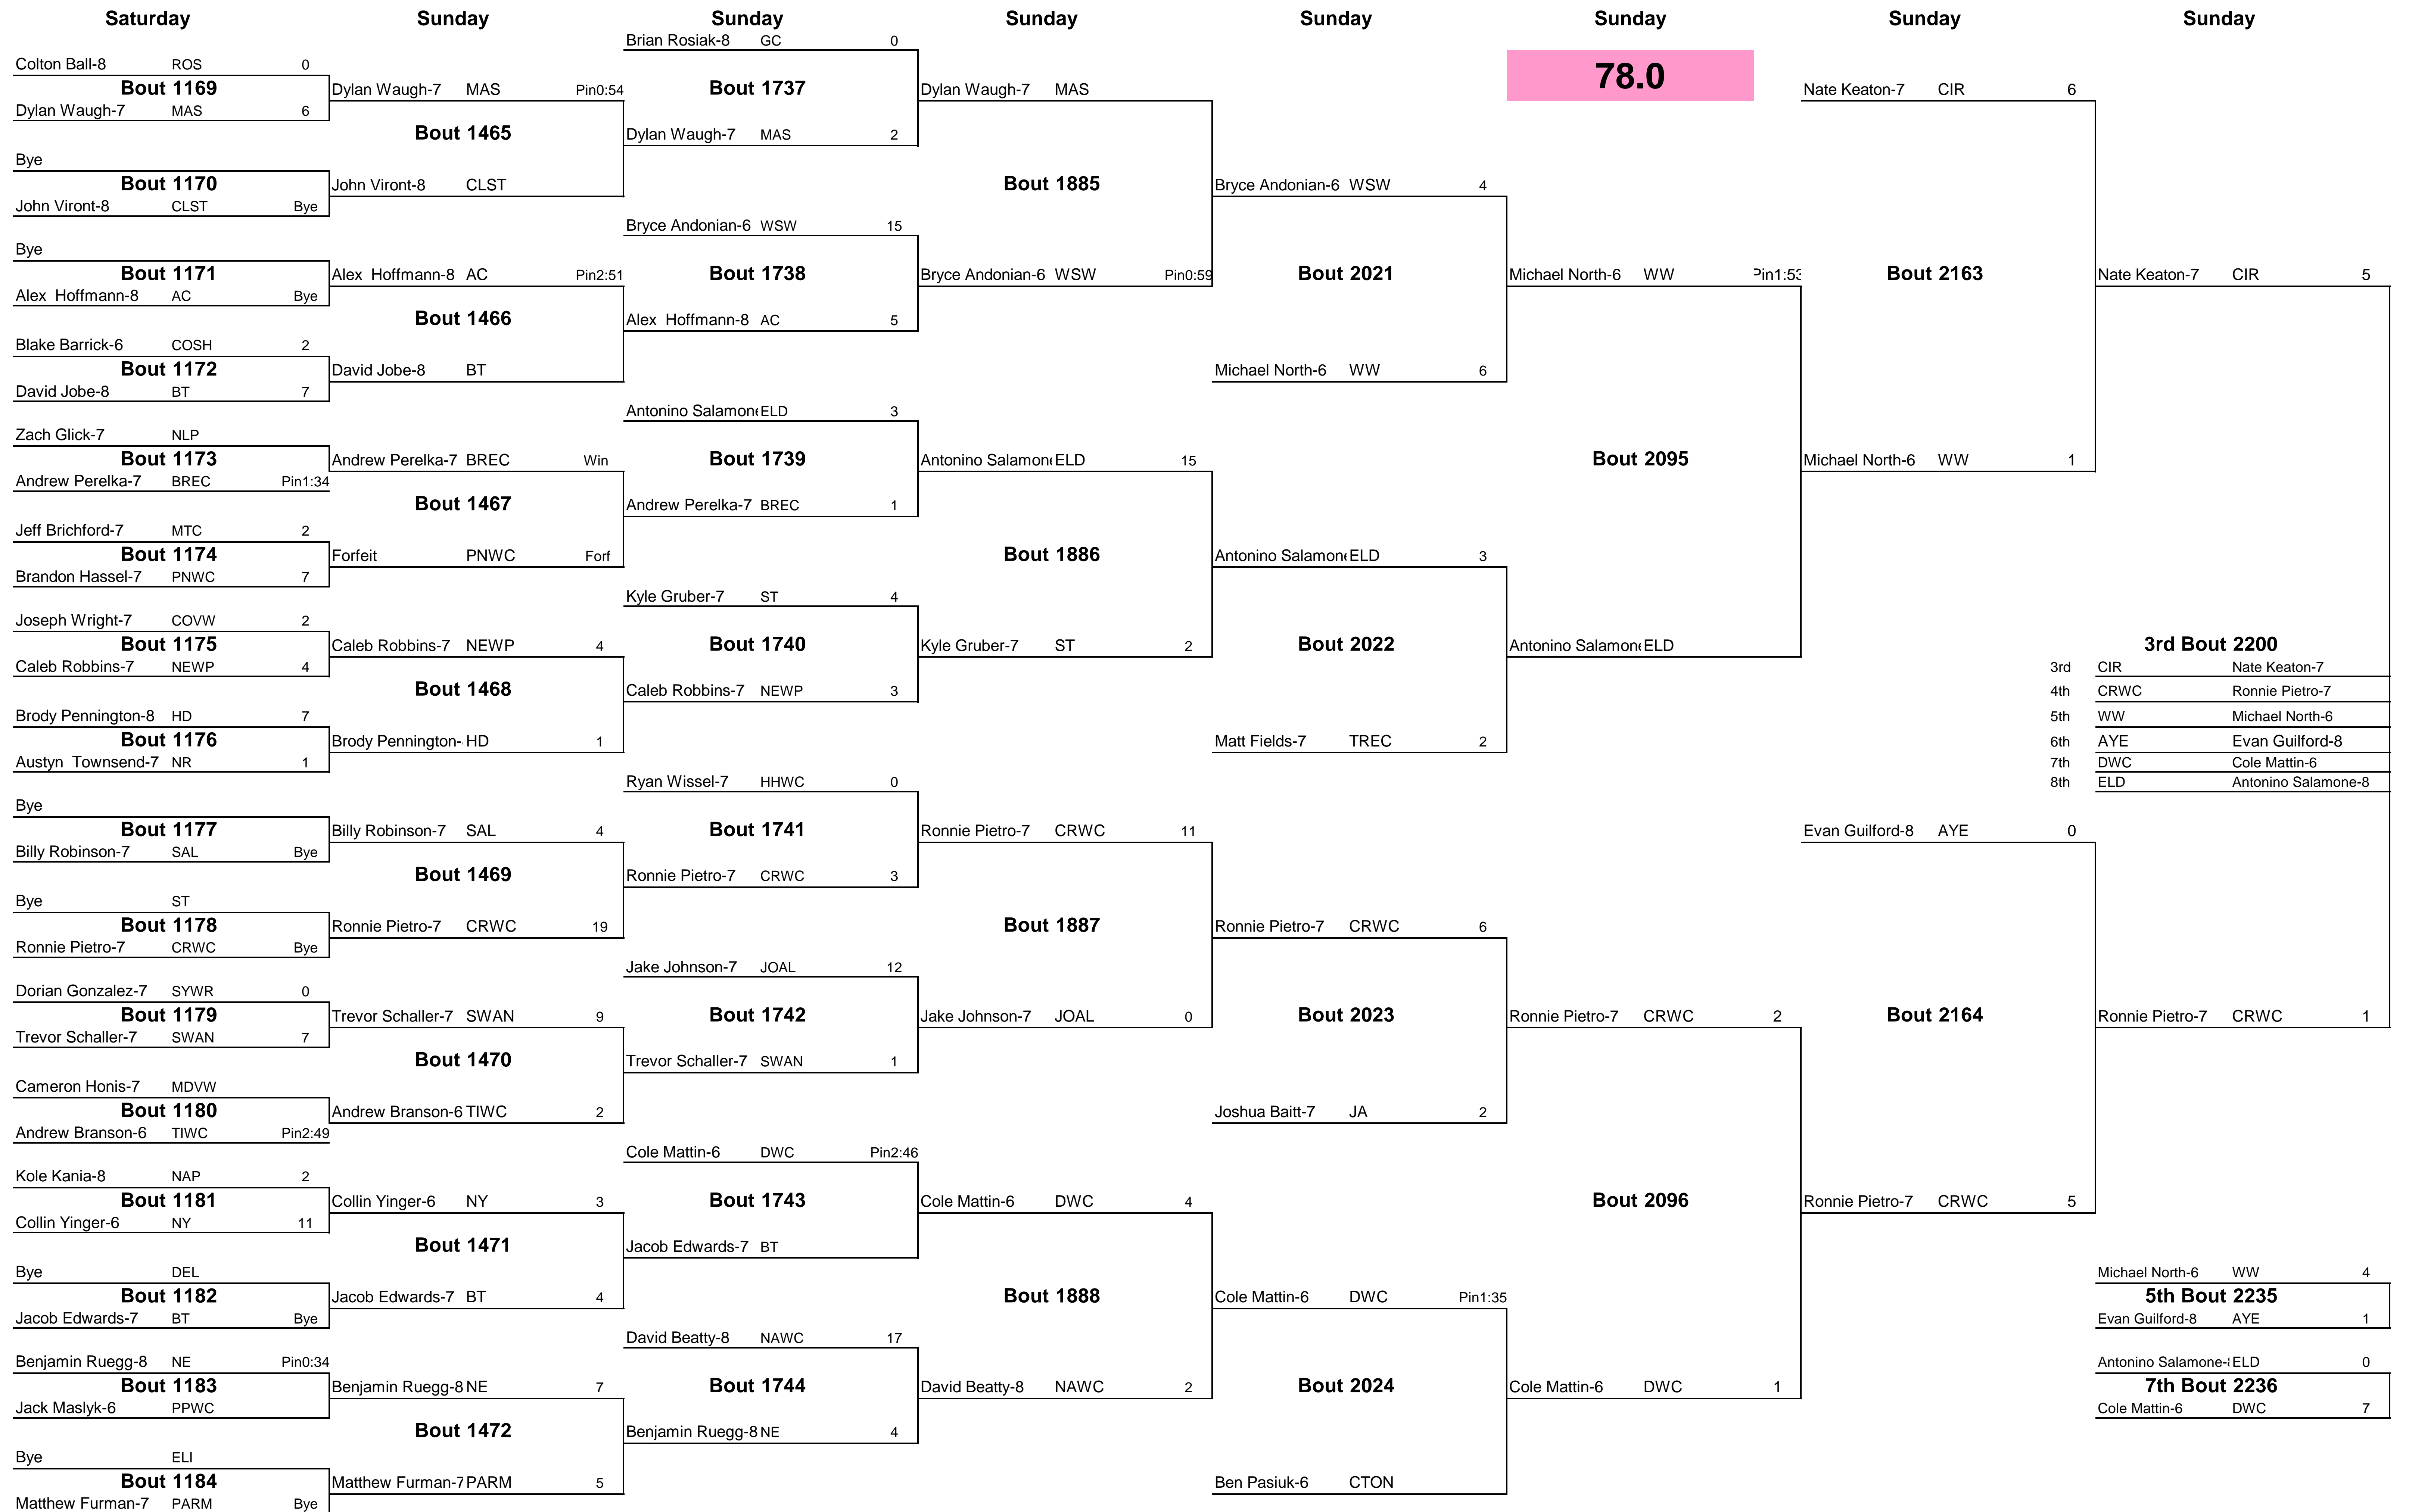 Saturday Sunday Sunday Sunday Sunday Sunday Sunday Sunday
78.0
Colton Ball-8 ROS 0
Bout 1169
Dylan Waugh-7 MAS 6
Bye
Bout 1170
John Viront-8 CLST Bye
Bye
Bout 1171
Alex  Hoffmann-8 AC Bye
Blake Barrick-6 COSH 2
Bout 1172
David Jobe-8 BT 7
Zach Glick-7 NLP
Bout 1173
Andrew Perelka-7 BREC Pin1:34
Jeff Brichford-7 MTC 2
Bout 1174
Brandon Hassel-7 PNWC 7
Joseph Wright-7 COVW 2
Bout 1175
Caleb Robbins-7 NEWP 4
Brody Pennington-8 HD 7
Bout 1176
Austyn  Townsend-7 NR 1
Bye
Bout 1177
Billy Robinson-7 SAL Bye
Bye ST
Bout 1178
Ronnie Pietro-7 CRWC Bye
Dorian Gonzalez-7 SYWR 0
Bout 1179
Trevor Schaller-7 SWAN 7
Cameron Honis-7 MDVW
Bout 1180
Andrew Branson-6 TIWC Pin2:49
Kole Kania-8 NAP 2
Bout 1181
Collin Yinger-6 NY 11
Bye DEL
Bout 1182
Jacob Edwards-7 BT Bye
Benjamin Ruegg-8 NE Pin0:34
Bout 1183
Jack Maslyk-6 PPWC
Bye ELI
Bout 1184
Matthew Furman-7 PARM Bye
Dylan Waugh-7 MAS Pin0:54
Bout 1465
John Viront-8 CLST
Alex  Hoffmann-8 AC Pin2:51
Bout 1466
David Jobe-8 BT
Andrew Perelka-7 BREC Win
Bout 1467
Forfeit PNWC Forf
Caleb Robbins-7 NEWP 4
Bout 1468
Brody Pennington- HD 1
Billy Robinson-7 SAL 4
Bout 1469
Ronnie Pietro-7 CRWC 19
Trevor Schaller-7 SWAN 9
Bout 1470
Andrew Branson-6 TIWC 2
Collin Yinger-6 NY 3
Bout 1471
Jacob Edwards-7 BT 4
Benjamin Ruegg-8 NE 7
Bout 1472
Matthew Furman-7 PARM 5
Brian Rosiak-8 GC 0
Bout 1737
Dylan Waugh-7 MAS 2
Bryce Andonian-6 WSW 15
Bout 1738
Alex  Hoffmann-8 AC 5
Antonino Salamon ELD 3
Bout 1739
Andrew Perelka-7 BREC 1
Kyle Gruber-7 ST 4
Bout 1740
Caleb Robbins-7 NEWP 3
Ryan Wissel-7 HHWC 0
Bout 1741
Ronnie Pietro-7 CRWC 3
Jake Johnson-7 JOAL 12
Bout 1742
Trevor Schaller-7 SWAN 1
Cole Mattin-6 DWC Pin2:46
Bout 1743
Jacob Edwards-7 BT
David Beatty-8 NAWC 17
Bout 1744
Benjamin Ruegg-8 NE 4
Dylan Waugh-7 MAS
Bout 1885
Bryce Andonian-6 WSW Pin0:59
Antonino Salamon ELD 15
Bout 1886
Kyle Gruber-7 ST 2
Ronnie Pietro-7 CRWC 11
Bout 1887
Jake Johnson-7 JOAL 0
Cole Mattin-6 DWC 4
Bout 1888
David Beatty-8 NAWC 2
Bryce Andonian-6 WSW 4
Bout 2021
Michael North-6 WW 6
Antonino Salamon ELD 3
Bout 2022
Matt Fields-7 TREC 2
Ronnie Pietro-7 CRWC 6
Bout 2023
Joshua Baitt-7 JA 2
Cole Mattin-6 DWC Pin1:35
Bout 2024
Ben Pasiuk-6 CTON
Michael North-6 WW Pin1:53
Bout 2095
Antonino Salamon ELD
Ronnie Pietro-7 CRWC 2
Bout 2096
Cole Mattin-6 DWC 1
Nate Keaton-7 CIR 6
Bout 2163
Michael North-6 WW 1
Evan Guilford-8 AYE 0
Bout 2164
Ronnie Pietro-7 CRWC 5
Nate Keaton-7 CIR 5
3rd Bout 2200
3rd CIR Nate Keaton-7
4th CRWC Ronnie Pietro-7
5th WW Michael North-6
6th AYE Evan Guilford-8
7th DWC Cole Mattin-6
8th ELD Antonino Salamone-8
Ronnie Pietro-7 CRWC 1
Michael North-6 WW 4
5th Bout 2235
Evan Guilford-8 AYE 1
Antonino Salamone- ELD 0
7th Bout 2236
Cole Mattin-6 DWC 7